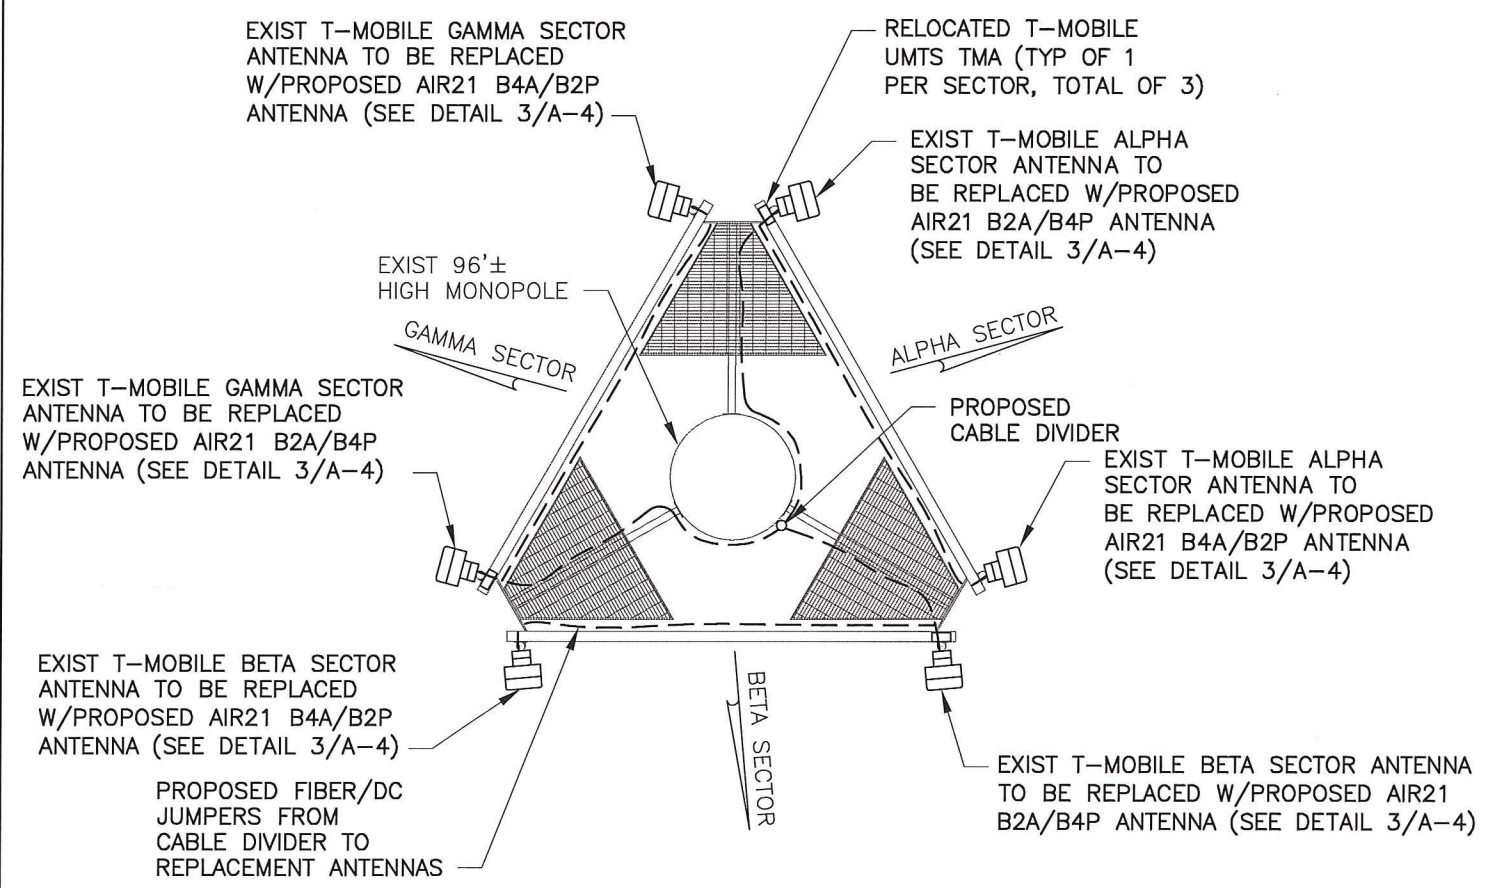 EXIST T-MOBILE GAMMA SECTOR
ANTENNA TO BE REPLACED
W/PROPOSED AIR21 B4A/B2P
ANTENNA (SEE DETAIL 3/A-4)
RELOCATED T-MOBILE
UMTS TMA (TYP OF 1
PER SECTOR, TOTAL OF 3)
EXIST T-MOBILE ALPHA
SECTOR ANTENNA TO
BE REPLACED W/PROPOSED
AIR21 B2A/B4P ANTENNA
(SEE DETAIL 3/A-4)
EXIST 96'±
HIGH MONOPOLE
GAMMA SECTOR
ALPHA SECTOR
EXIST T-MOBILE GAMMA SECTOR
ANTENNA TO BE REPLACED
W/PROPOSED AIR21 B2A/B4P
ANTENNA (SEE DETAIL 3/A-4)
PROPOSED
CABLE DIVIDER
EXIST T-MOBILE ALPHA
SECTOR ANTENNA TO
BE REPLACED W/PROPOSED
AIR21 B4A/B2P ANTENNA
(SEE DETAIL 3/A-4)
EXIST T-MOBILE BETA SECTOR
ANTENNA TO BE REPLACED
W/PROPOSED AIR21 B4A/B2P
ANTENNA (SEE DETAIL 3/A-4)
BETA SECTOR
PROPOSED FIBER/DC
JUMPERS FROM
CABLE DIVIDER TO
REPLACEMENT ANTENNAS
EXIST T-MOBILE BETA SECTOR ANTENNA
TO BE REPLACED W/PROPOSED AIR21
B2A/B4P ANTENNA (SEE DETAIL 3/A-4)